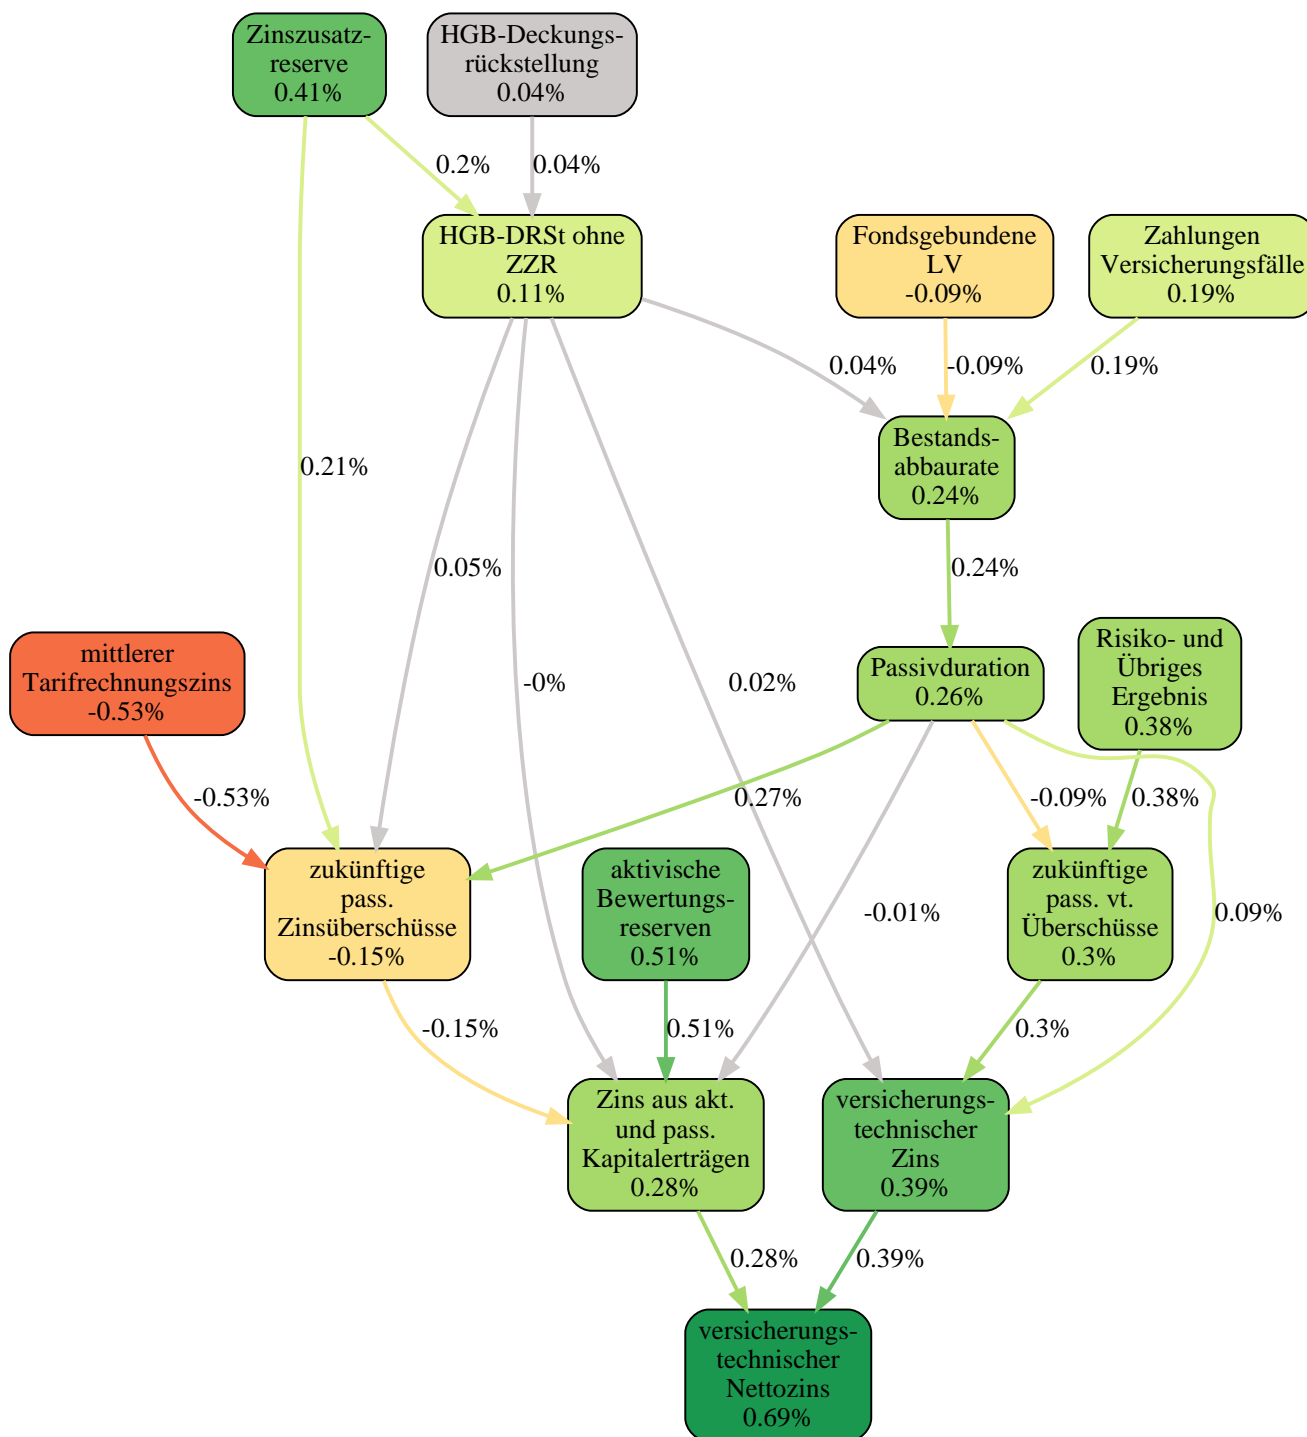 Zinszusatz-
reserve
0.41%
HGB-Deckungs-
rückstellung
0.04%
0.2%
0.04%
HGB-DRSt ohne
ZZR
0.11%
Fondsgebundene
LV
-0.09%
Zahlungen
Versicherungsfälle
0.19%
0.04%
-0.09%
0.19%
Bestands-
abbaurate
0.24%
0.21%
0.05%
0.24%
mittlerer
Tarifrechnungszins
-0.53%
-0%
0.02%
Passivduration
0.26%
Risiko- und
Übriges
Ergebnis
0.38%
-0.53%
0.27%
-0.09%
0.38%
zukünftige
pass.
Zinsüberschüsse
-0.15%
aktivische
Bewertungs-
reserven
0.51%
-0.01%
zukünftige
pass. vt.
Überschüsse
0.3%
0.09%
-0.15%
0.51%
0.3%
Zins aus akt.
und pass.
Kapitalerträgen
0.28%
versicherungs-
technischer
Zins
0.39%
0.28%
0.39%
versicherungs-
technischer
Nettozins
0.69%